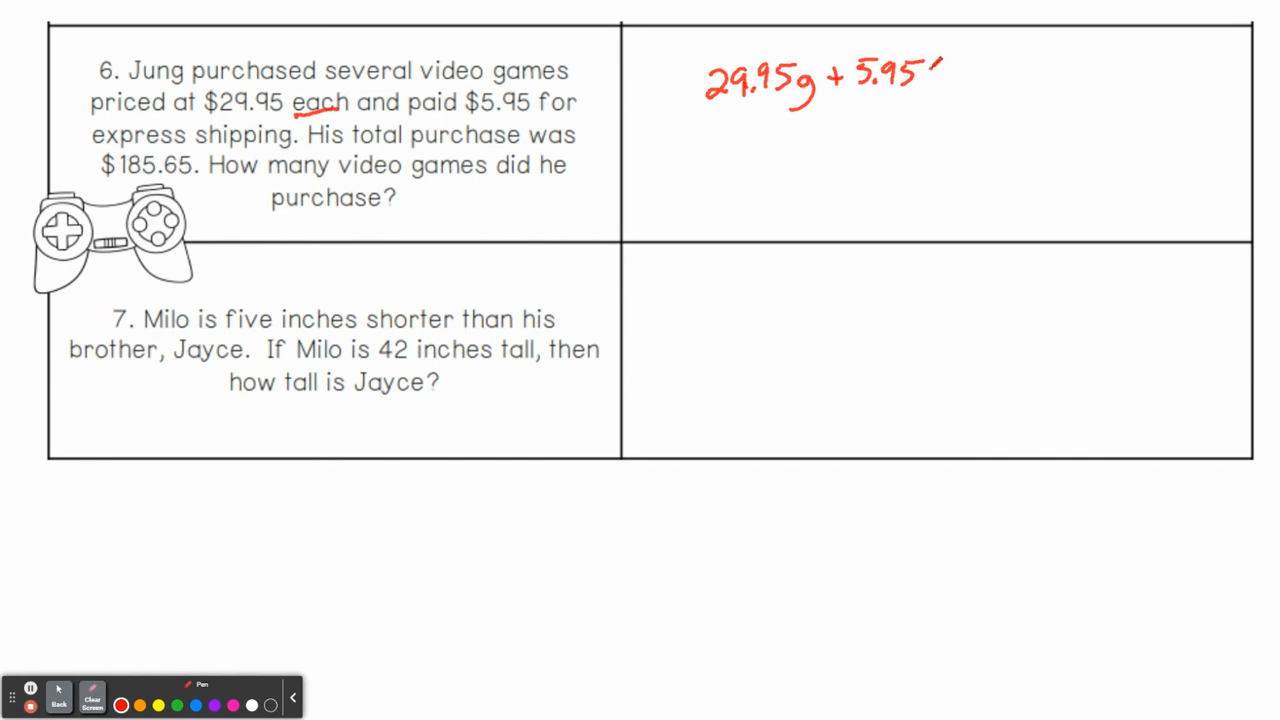 6. Jung purchased several video games
priced at $29.95 each and paid $5.95 for
express shipping. His total purchase was
$185.65. How many video games did he
purchase?
29.95g + 5.95
7. Milo is five inches shorter than his
brother, Jayce. If Milo is 42 inches tall, then
how tall is Jayce?
Pen
Back
Clear
Screen